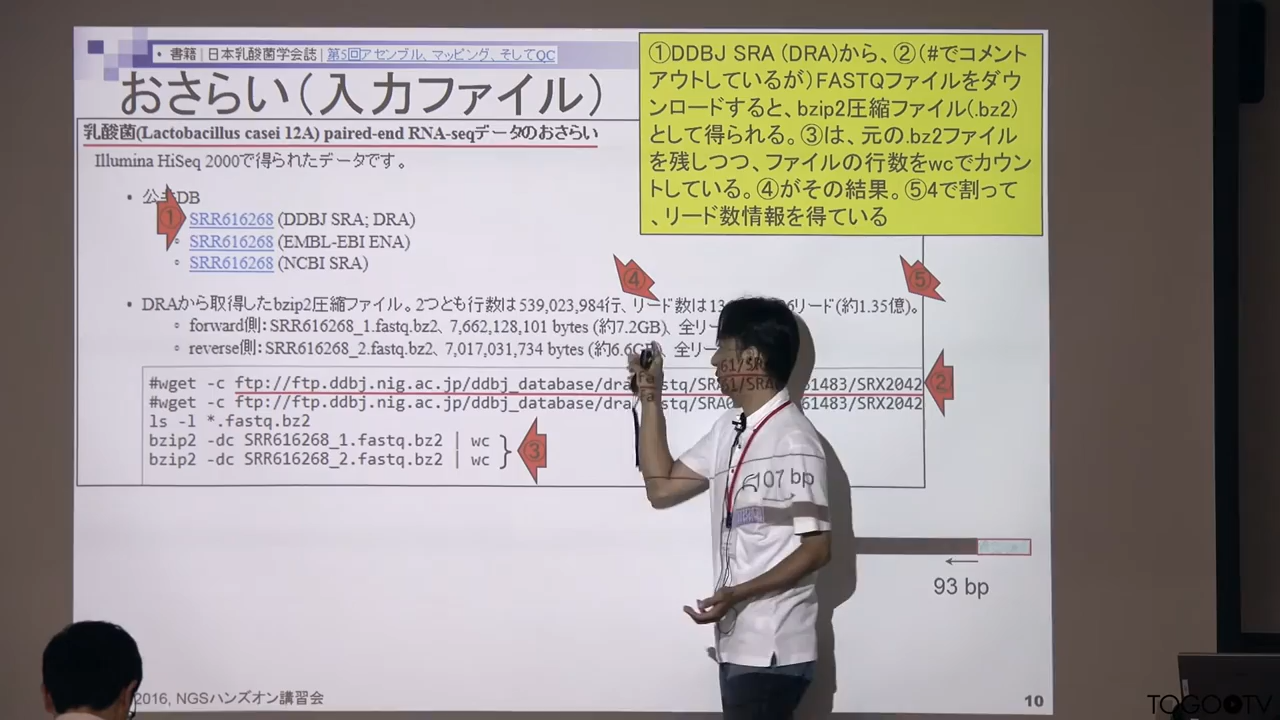 • 書籍 | 日本乳酸菌学会誌 | 第5回アセンブル、マッピング、そしてQC
おさらい（入力ファイル）
①DDBJ SRA (DRA)から、②(#でコメント
アウトしているが)FASTQファイルをダウ
ンロードすると、bzip2圧縮ファイル(.bz2)
として得られる。③は、元の.bz2ファイル
を残しつつ、ファイルの行数をwcでカウン
トしている。④がその結果。⑤4で割って
、リード数情報を得ている
乳酸菌(Lactobacillus casei 12A) paired-end RNA-seqデータのおさらい
Illumina HiSeq 2000で得られたデータです。
• 公共DB
①
◦ SRR616268 (DDBJ SRA; DRA)
◦ SRR616268 (EMBL-EBI ENA)
◦ SRR616268 (NCBI SRA)
④
⑤
• DRAから取得したbzip2圧縮ファイル。2つとも行数は539,023,984行、リード数は13 6リード(約1.35億)。
◦ forward側：SRR616268_1.fastq.bz2、7,662,128,101 bytes (約7.2GB)、全リー
◦ reverse側：SRR616268_2.fastq.bz2、7,017,031,734 bytes (約6.6GB)、全リー
#wget -c ftp://ftp.ddbj.nig.ac.jp/ddbj_database/dra/fastq/SRA 61483/SRX2042
#wget -c ftp://ftp.ddbj.nig.ac.jp/ddbj_database/dra/fastq/SRA0 61483/SRX2042
②
ls -l *.fastq.bz2
bzip2 -dc SRR616268_1.fastq.bz2 | wc
bzip2 -dc SRR616268_2.fastq.bz2 | wc
③
107 bp
93 bp
2016, NGSハンズオン講習会
10
TOGOTV